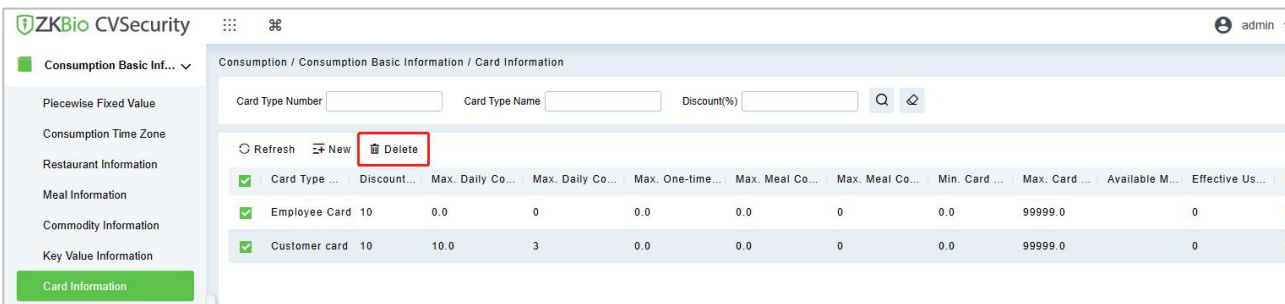 ZKBio CVSecurity
admin
Consumption Basic Inf...
Consumption / Consumption Basic Information / Card Information
Piecewise Fixed Value
Consumption Time Zone
Restaurant Information
Meal Information
Commodity Information
Key Value Information
Card Information
Card Type Number Card Type Name Discount(%)
Refresh New Delete
Card Type ... Discount... Max. Daily Co... Max. Daily Co... Max. One-time... Max. Meal Co... Max. Meal Co... Min. Card ... Max. Card ... Available M... Effective Us...
Employee Card 10 0.0 0 0.0 0.0 0 0.0 99999.0 0
Customer card 10 10.0 3 0.0 0.0 0 0.0 99999.0 0